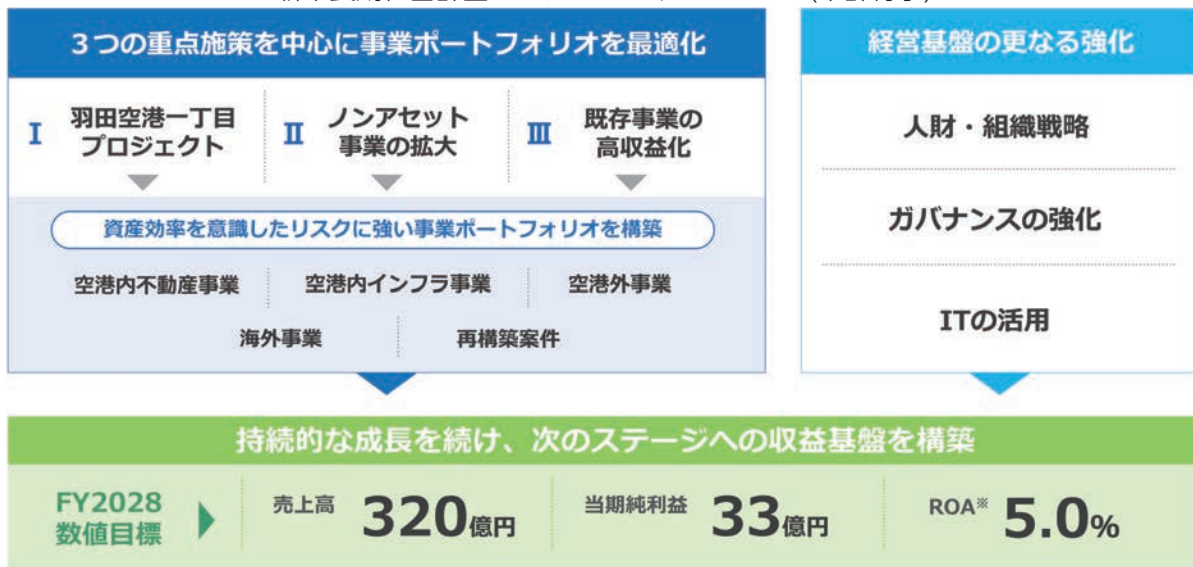 3つの重点施策を中心に事業ポートフォリオを最適化
I
羽田空港一丁目
プロジェクト
II
ノンアセット
事業の拡大
III
既存事業の
高収益化
資産効率を意識したリスクに強い事業ポートフォリオを構築
空港内不動産事業
空港内インフラ事業
空港外事業
海外事業
再構築案件
経営基盤の更なる強化
人財・組織戦略
ガバナンスの強化
ITの活用
持続的な成長を続け、次のステージへの収益基盤を構築
FY2028
数値目標
売上高 320億円
当期純利益 33億円
ROA※ 5.0%